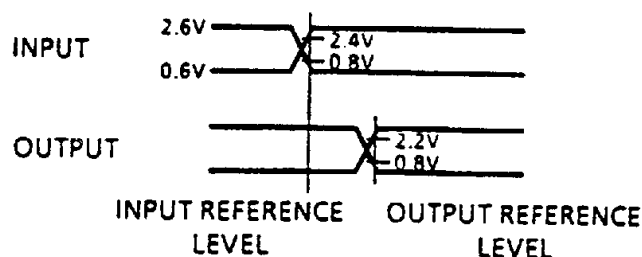 2.6V
INPUT
2.4V
0.8V
0.6V
OUTPUT
2.2V
0.8V
INPUT REFERENCE
LEVEL
OUTPUT REFERENCE
LEVEL